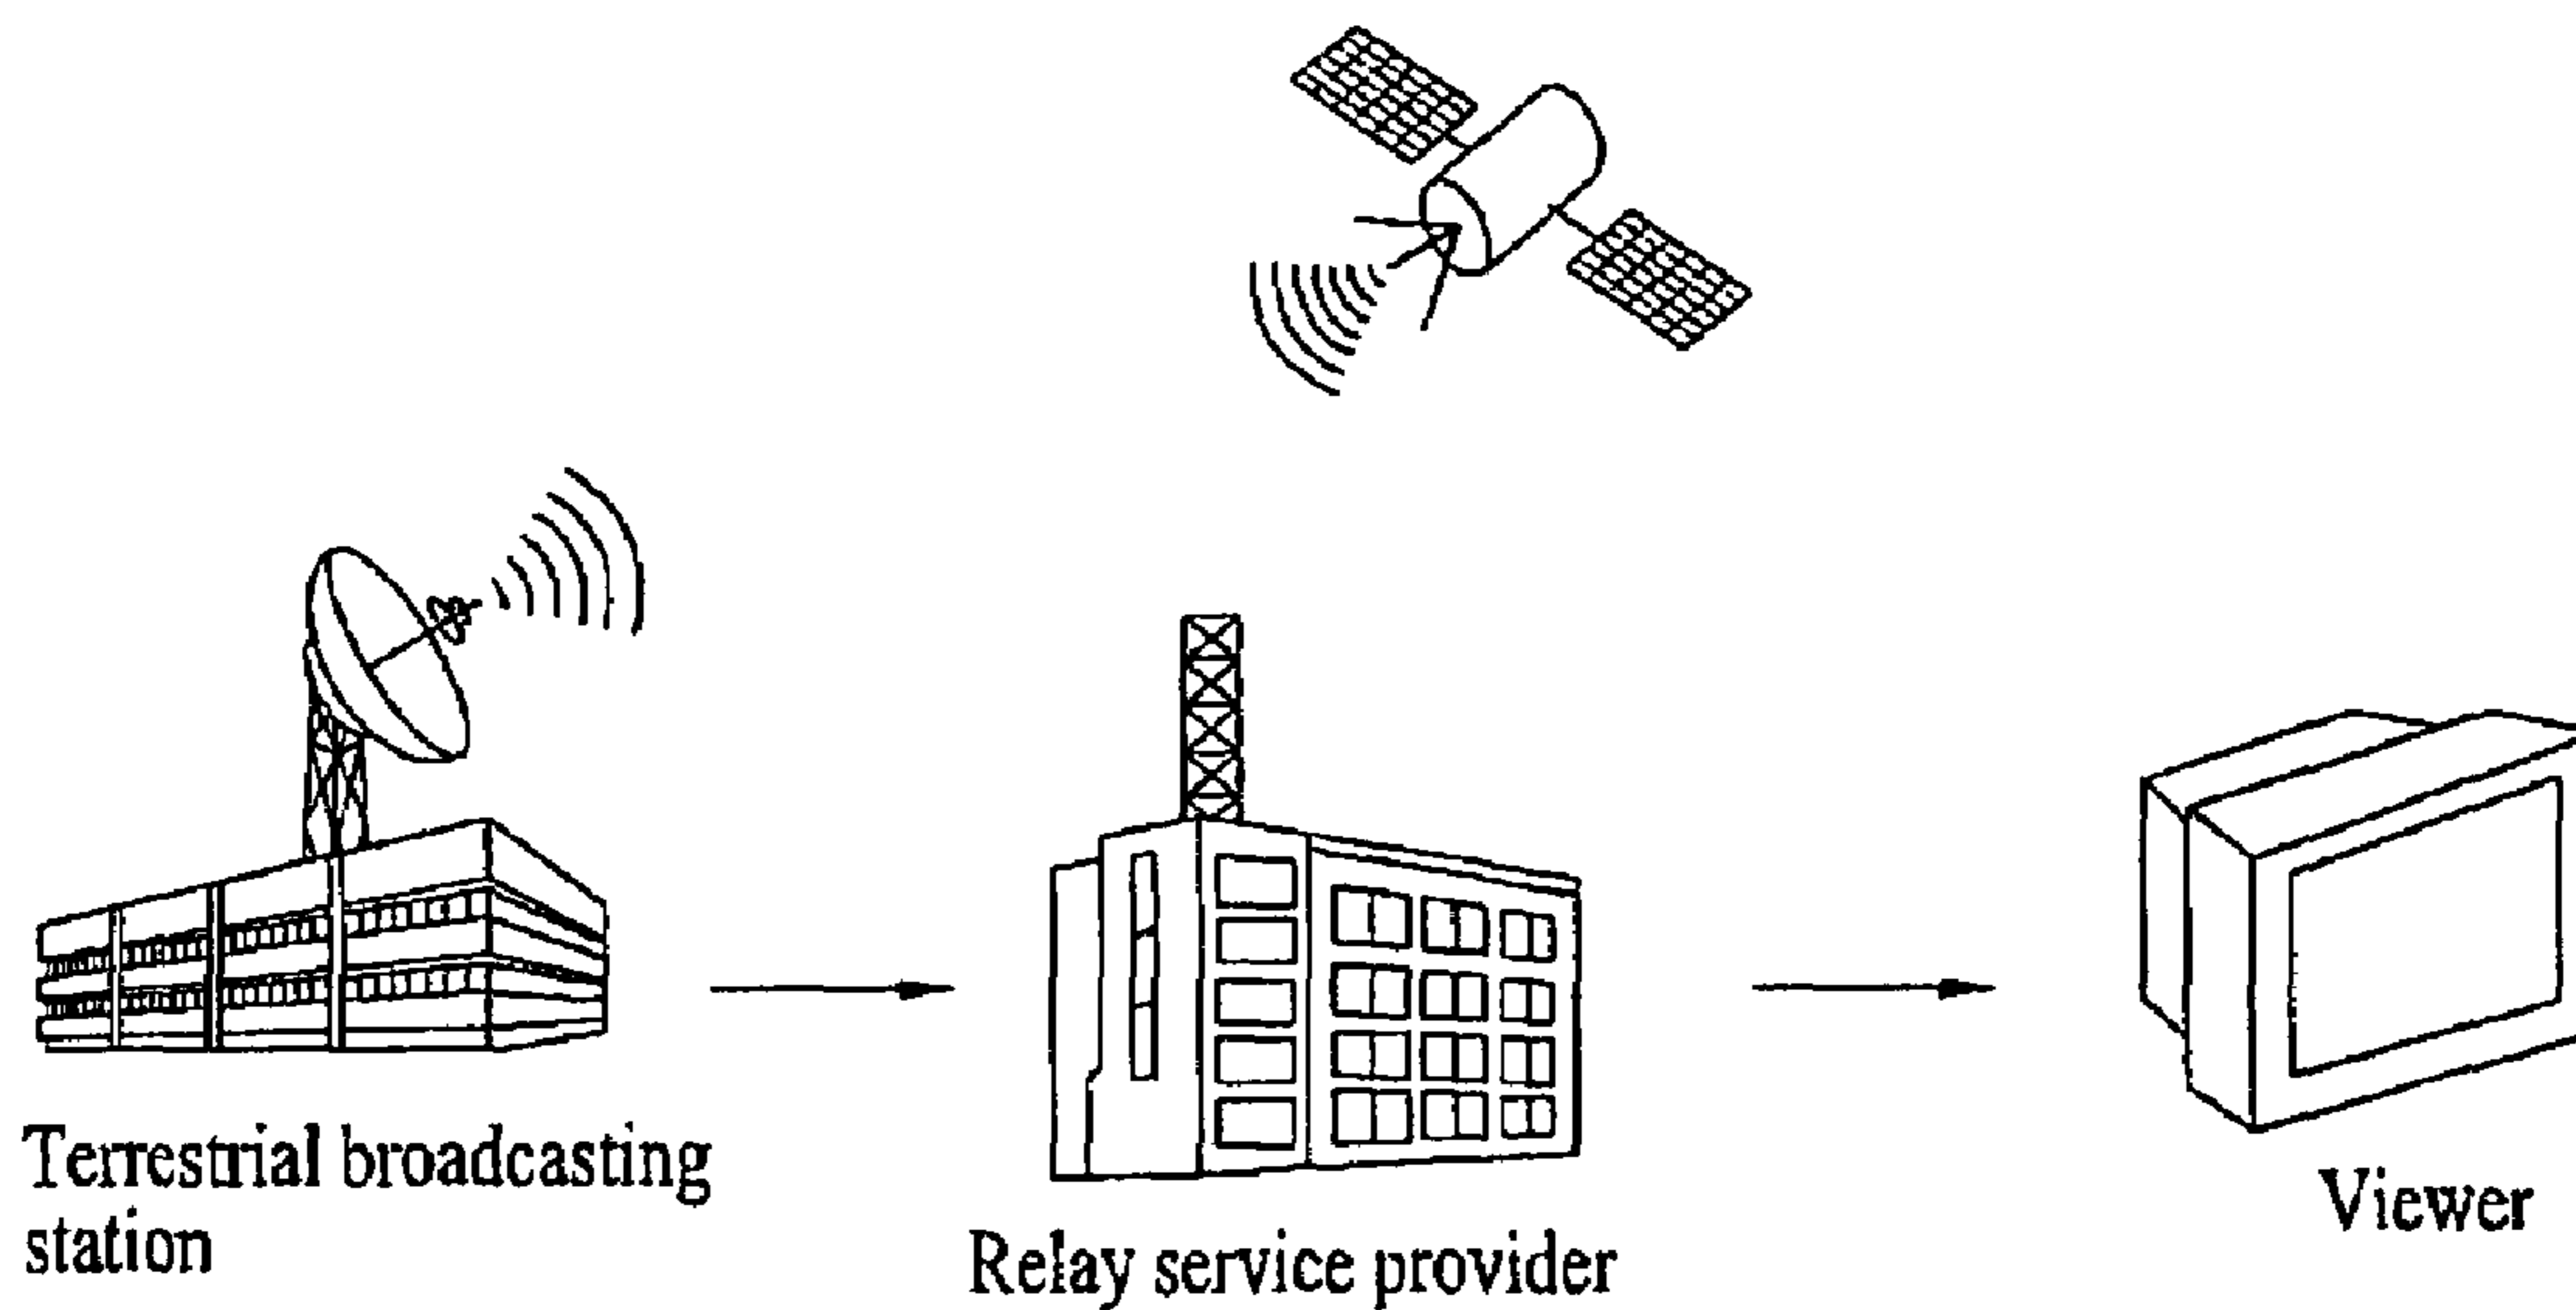 Terrestrial broadcasting
station
Relay service provider
Viewer